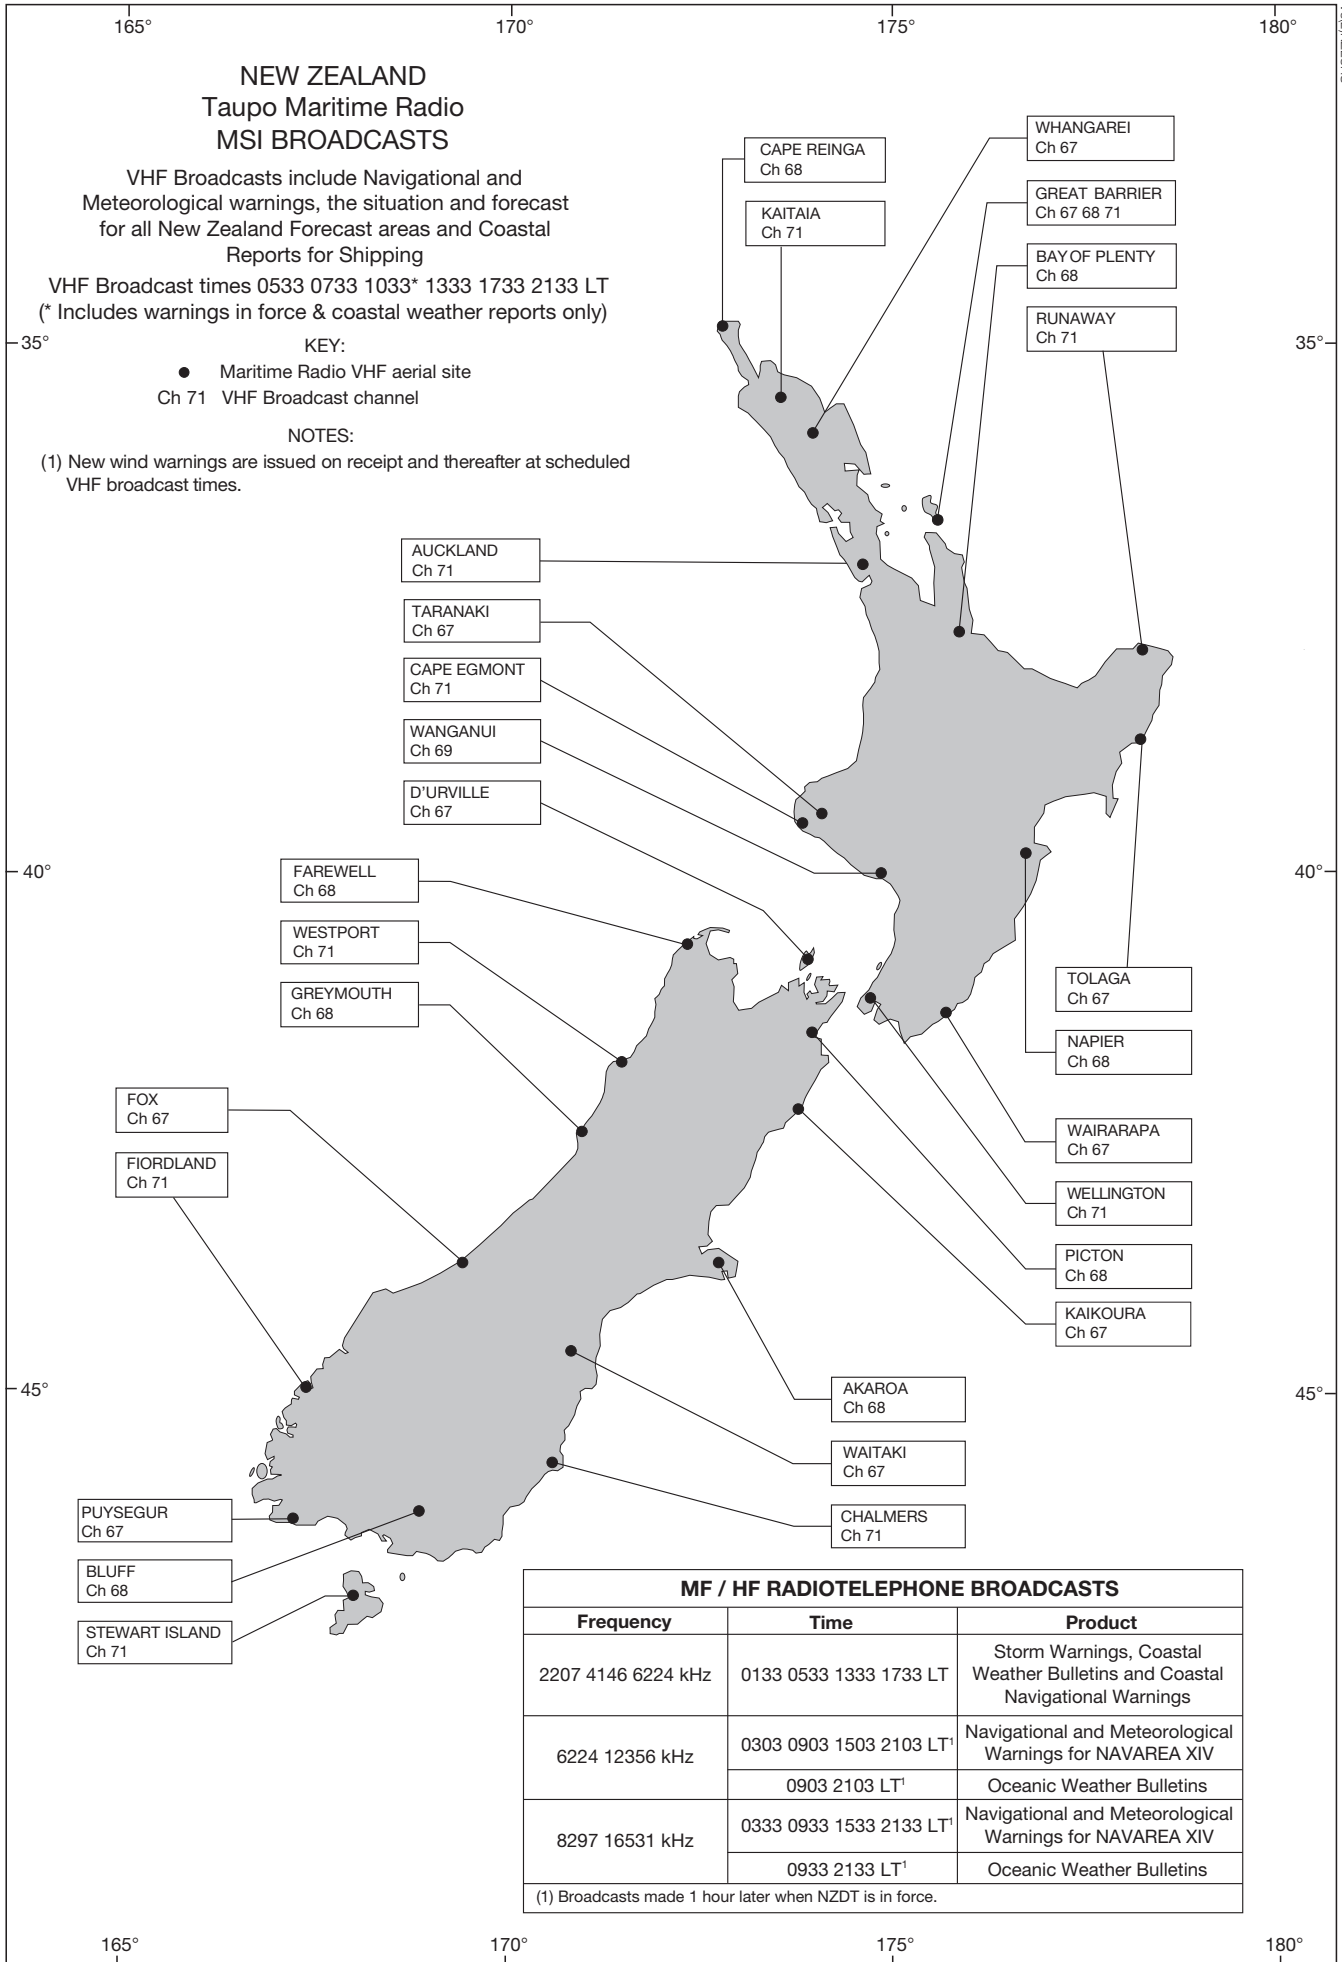 165°
170°
175°
180°
NEW ZEALAND
Taupo Maritime Radio
MSI BROADCASTS
VHF Broadcasts include Navigational and
Meteorological warnings, the situation and forecast
for all New Zealand Forecast areas and Coastal
Reports for Shipping
VHF Broadcast times 0533 0733 1033* 1333 1733 2133 LT
(* Includes warnings in force & coastal weather reports only)
KEY:
Maritime Radio VHF aerial site
Ch 71 VHF Broadcast channel
NOTES:
(1) New wind warnings are issued on receipt and thereafter at scheduled
VHF broadcast times.
CAPE REINGA
Ch 68
KAITAIA
Ch 71
WHANGAREI
Ch 67
GREAT BARRIER
Ch 67 68 71
BAY OF PLENTY
Ch 68
RUNAWAY
Ch 71
35°
35°
AUCKLAND
Ch 71
TARANAKI
Ch 67
CAPE EGMONT
Ch 71
WANGANUI
Ch 69
D'URVILLE
Ch 67
40°
40°
FAREWELL
Ch 68
WESTPORT
Ch 71
GREYMOUTH
Ch 68
FOX
Ch 67
FIORDLAND
Ch 71
TOLAGA
Ch 67
NAPIER
Ch 68
WAIRARAPA
Ch 67
WELLINGTON
Ch 71
PICTON
Ch 68
KAIKOURA
Ch 67
45°
45°
AKAROA
Ch 68
WAITAKI
Ch 67
CHALMERS
Ch 71
PUYSEGUR
Ch 67
BLUFF
Ch 68
STEWART ISLAND
Ch 71
MF / HF RADIOTELEPHONE BROADCASTS
Frequency
Time
Product
2207 4146 6224 kHz
0133 0533 1333 1733 LT
Storm Warnings, Coastal
Weather Bulletins and Coastal
Navigational Warnings
6224 12356 kHz
0303 0903 1503 2103 LT¹
Navigational and Meteorological
Warnings for NAVAREA XIV
0903 2103 LT¹
Oceanic Weather Bulletins
8297 16531 kHz
0333 0933 1533 2133 LT¹
Navigational and Meteorological
Warnings for NAVAREA XIV
0933 2133 LT¹
Oceanic Weather Bulletins
(1) Broadcasts made 1 hour later when NZDT is in force.
165°
170°
175°
180°